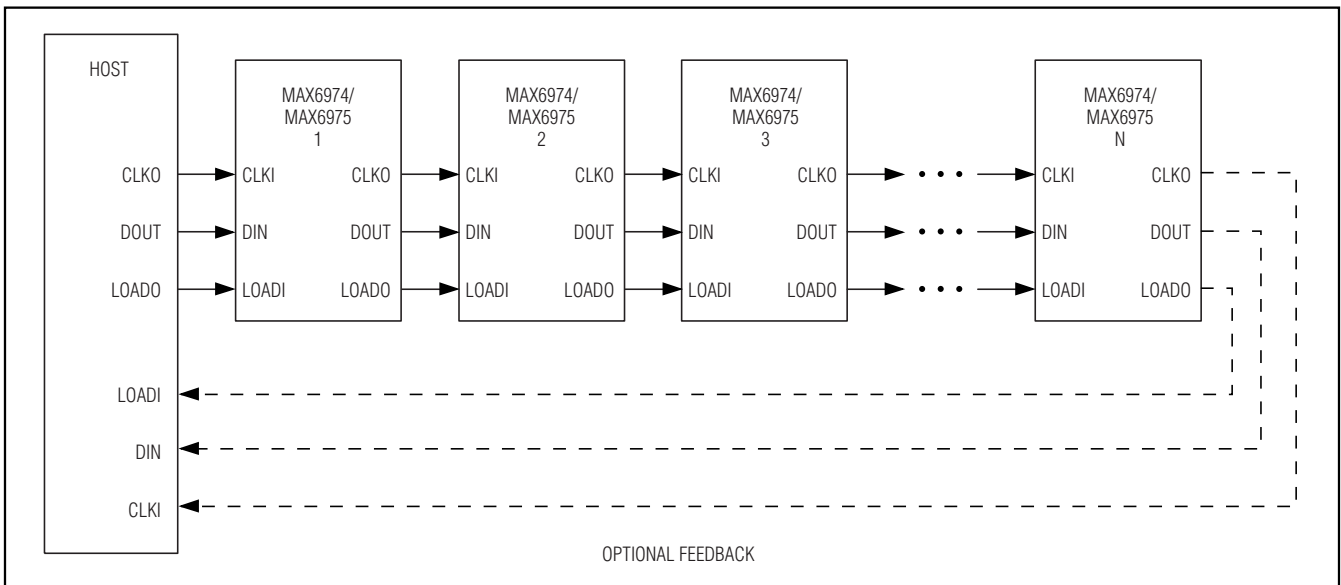 HOST
MAX6974/
MAX6975
1
MAX6974/
MAX6975
2
MAX6974/
MAX6975
3
MAX6974/
MAX6975
N
CLKO CLKI CLKO CLKI CLKO CLKI CLKO • • • CLKI CLKO
DOUT DIN DOUT DIN DOUT DIN DOUT • • • DIN DOUT
LOADO LOADI LOADO LOADI LOADO LOADI LOADO • • • LOADI LOADO
LOADI
DIN
CLKI
OPTIONAL FEEDBACK